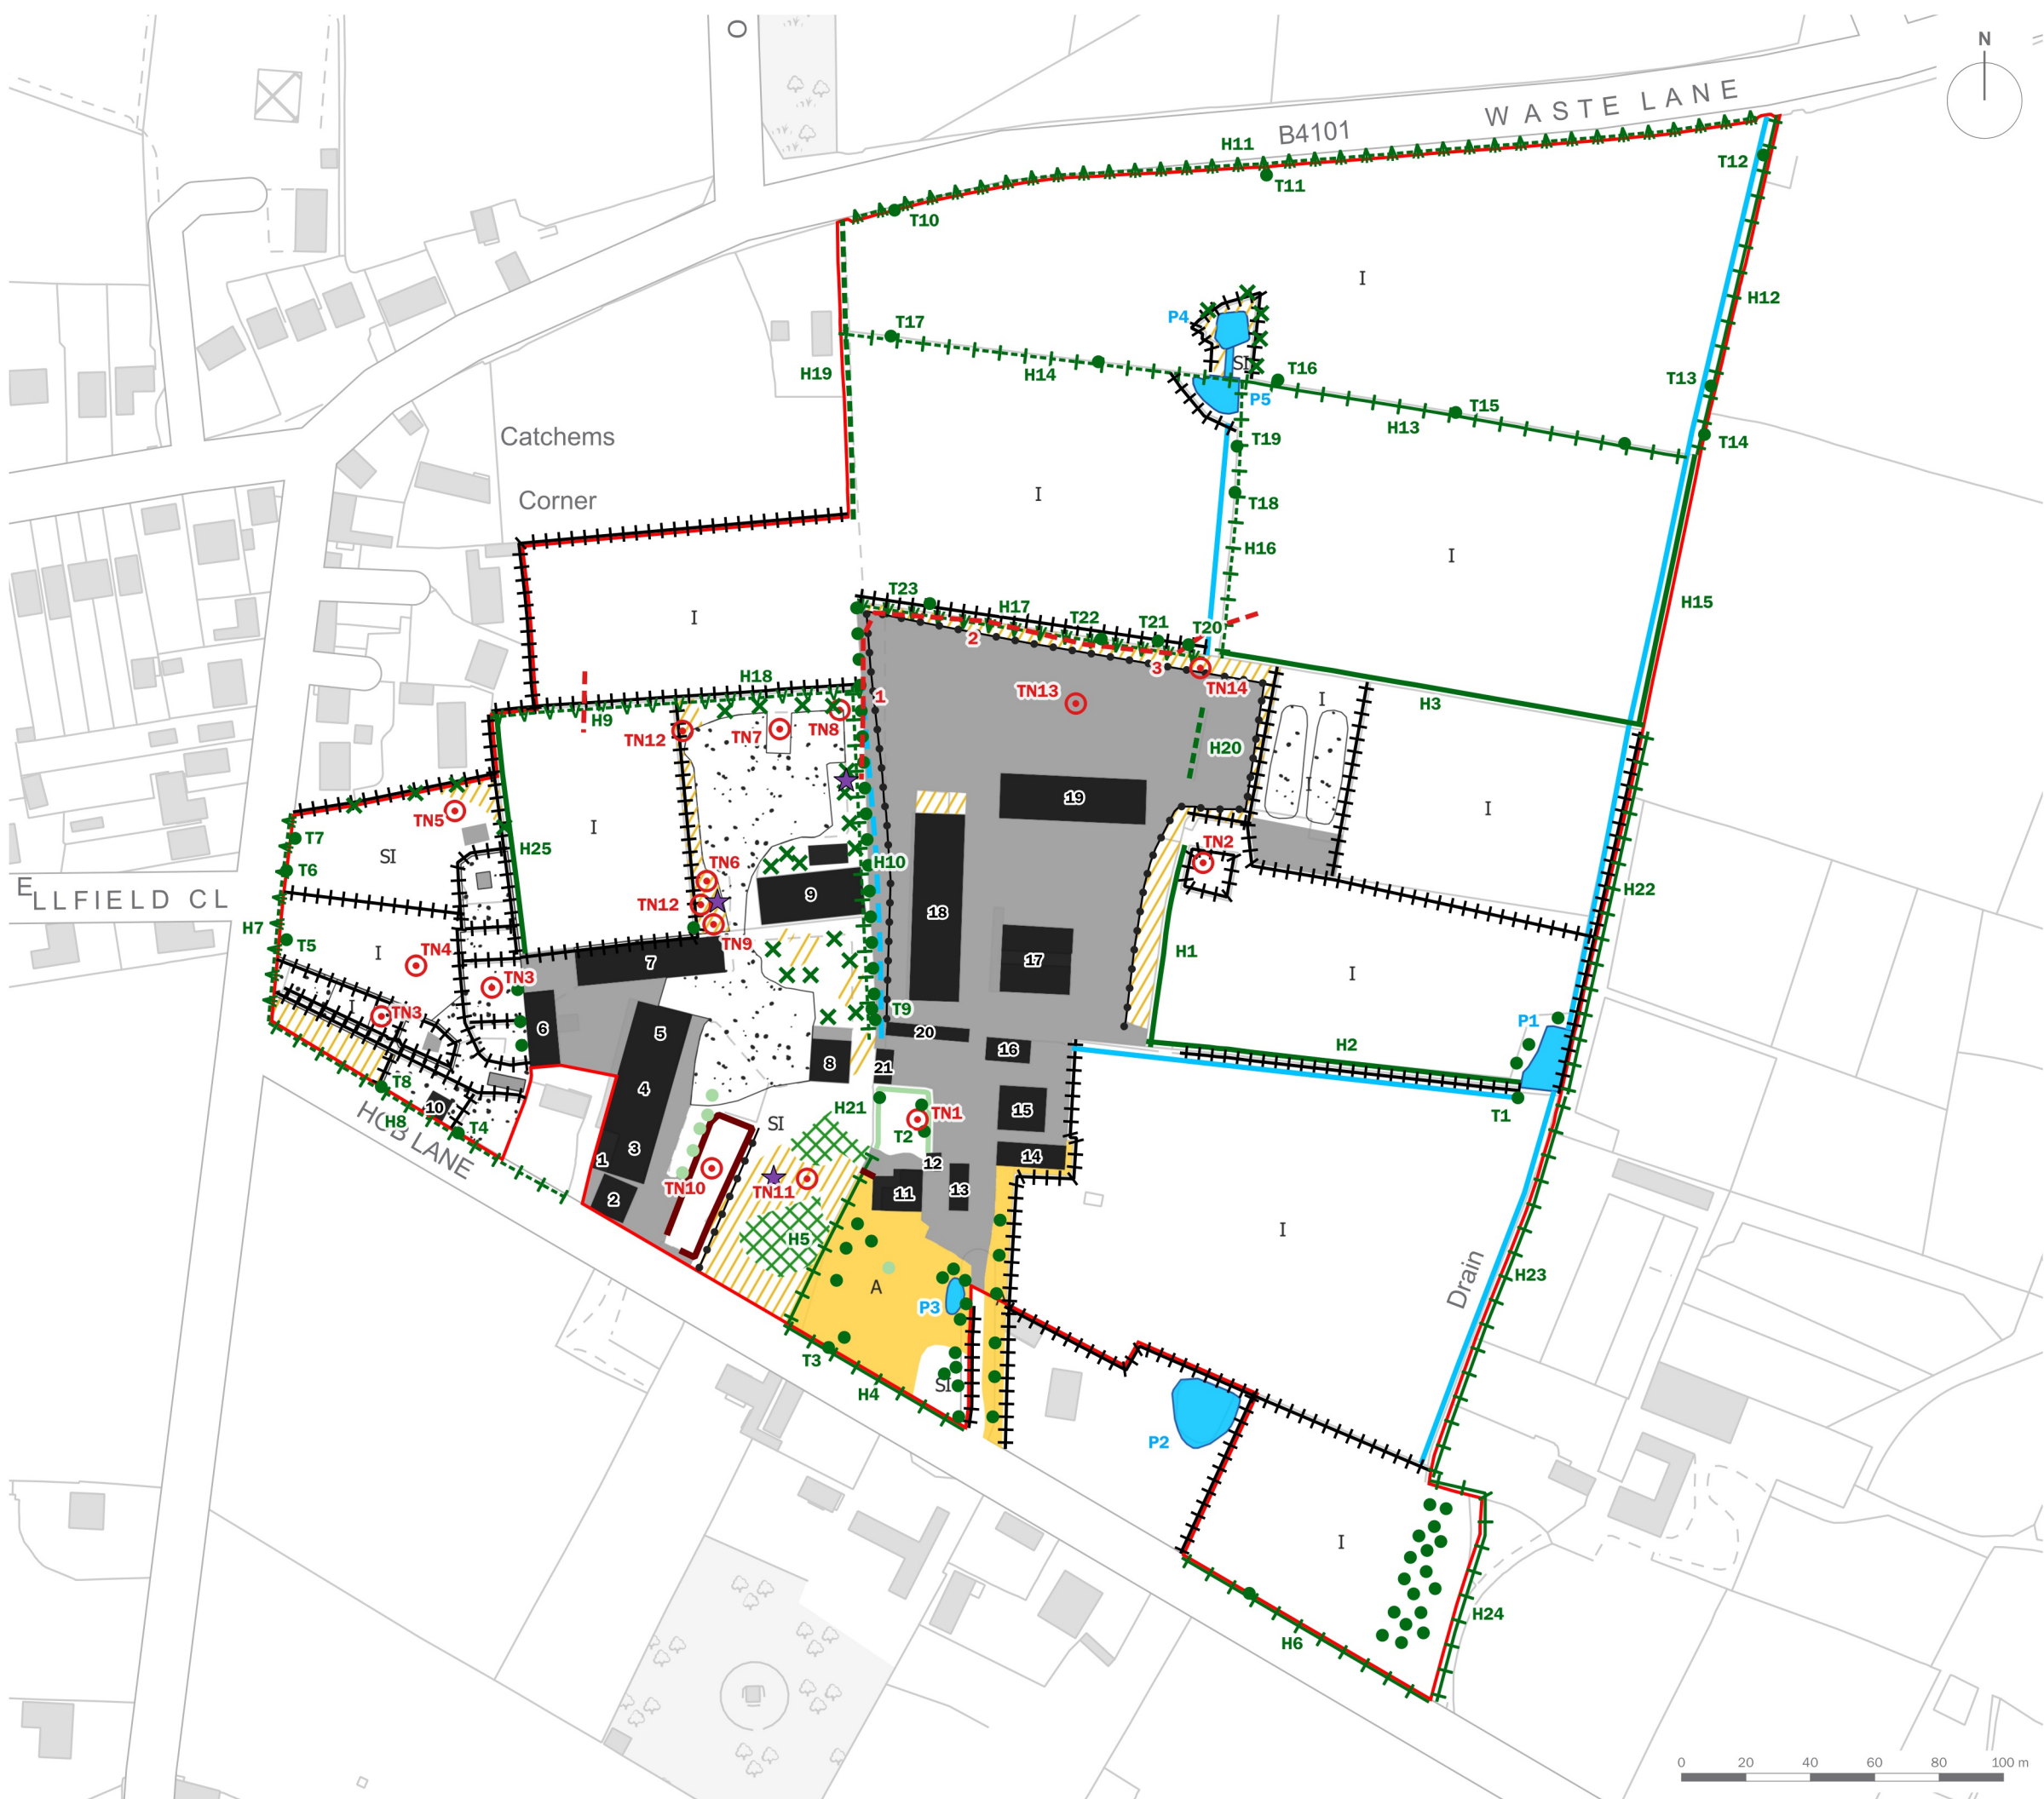 O
N
WASTE LANE
B4101
H11
T12
T11
T10
I
H12
P4
T17
SI
T16
H19
H14
T13
P5
T15
H13
Catchems
T19
T14
I
Corner
T18
H16
I
T23
H17
H15
I
T22
T21
T20
2
3
H18
TN14
1
TN13
I
H9
H3
TN12
TN7
TN8
H20
I
19
TN5
I
I
I
H25
TN2
T7
SI
H10
T6
TN6
H22
ELLFIELD CL
9
TN12
18
H7
TN9
T5
I
TN4
H1
7
17
I
TN3
I
TN3
T9
P1
6
5
20
H2
16
8
21
T8
4
H21
TN1
15
T1
10
SI
T2
H8
T4
3
14
HOB LANE
1
12
TN10
TN11
11
13
2
I
H5
Drain
H23
A
P3
T3
H4
SI
P2
I
H24
H6
0 20 40 60 80 100 m